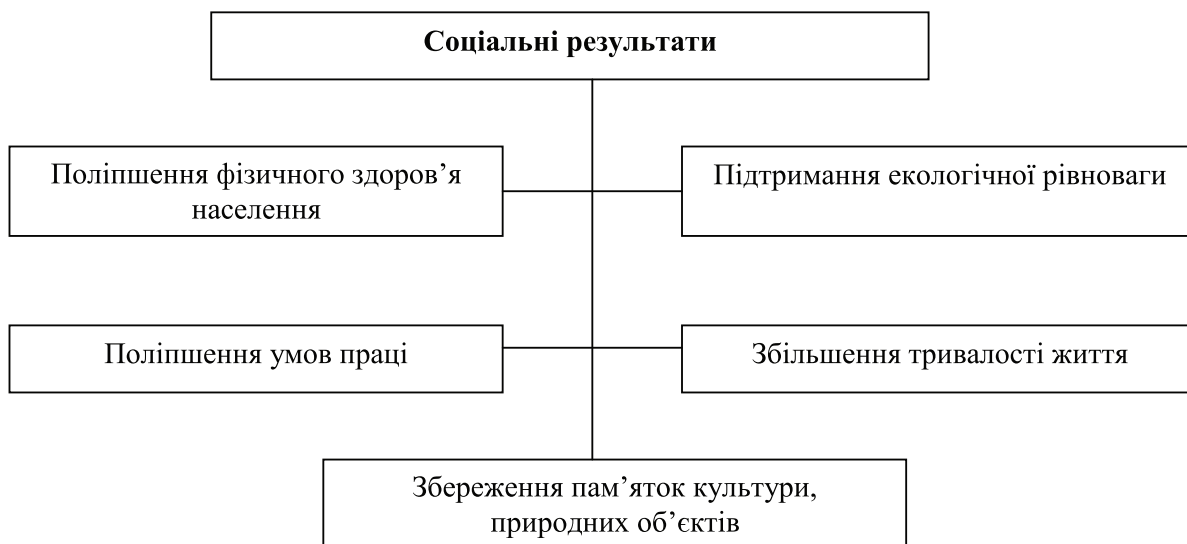 Соціальні результати
Поліпшення фізичного здоров’я
населення
Підтримання екологічної рівноваги
Поліпшення умов праці
Збільшення тривалості життя
Збереження пам’яток культури,
природних об’єктів